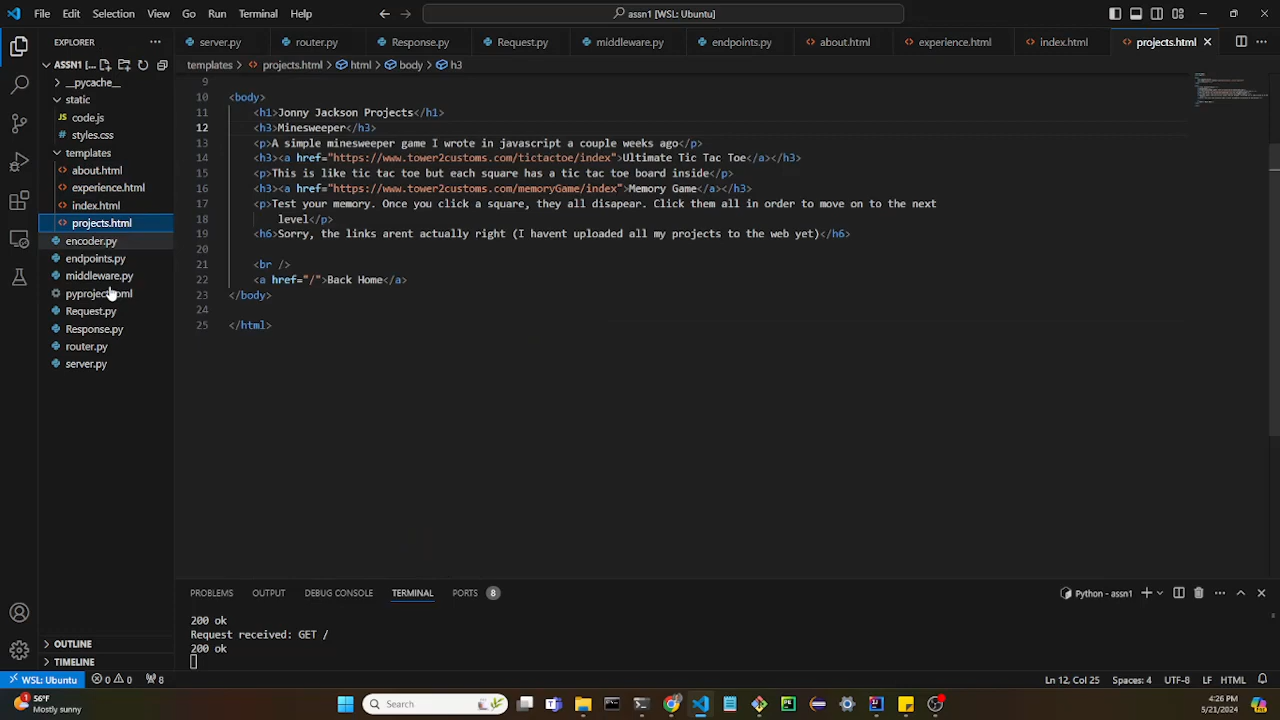 File Edit Selection View Go Run Terminal Help
assn1 [WSL: Ubuntu]
EXPLORER
server.py router.py Response.py Request.py middleware.py endpoints.py about.html experience.html index.html projects.html
ASSN1 [...
templates > projects.html > html > body > h3
__pycache__
static
code.js
styles.css
templates
about.html
experience.html
index.html
projects.html
encoder.py
endpoints.py
middleware.py
Request.py
Response.py
router.py
server.py
9
10 <body>
11 <h1>Jonny Jackson Projects</h1>
12 <h3>Minesweeper</h3>
13 <p>A simple minesweeper game I wrote in javascript a couple weeks ago</p>
14 <h3><a href="https://www.tower2customs.com/tictactoe/index">Ultimate Tic Tac Toe</a></h3>
15 <p>This is like tic tac toe but each square has a tic tac toe board inside</p>
16 <h3><a href="https://www.tower2customs.com/memoryGame/index">Memory Game</a></h3>
17 <p>Test your memory. Once you click a square, they all disapear. Click them all in order to move on to the next
18 level</p>
19 <h6>Sorry, the links arent actually right (I havent uploaded all my projects to the web yet)</h6>
20
21 <br />
22 <a href="/">Back Home</a>
23 </body>
24
25 </html>
PROBLEMS OUTPUT DEBUG CONSOLE TERMINAL PORTS 8
Python - assn1
200 ok
Request received: GET /
200 ok
OUTLINE
TIMELINE
WSL: Ubuntu 0 0 8
Ln 12, Col 25 Spaces: 4 UTF-8 LF HTML
1
56°F
Mostly sunny
Search
4:26 PM
5/21/2024